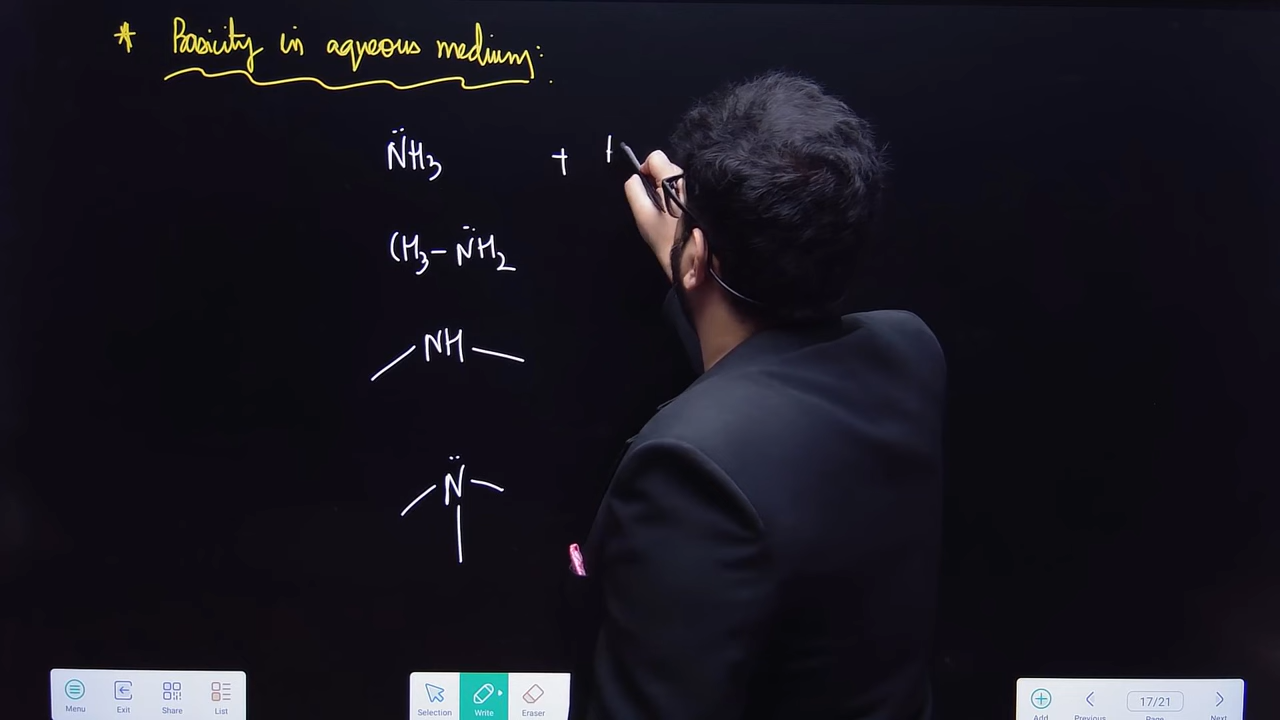 * Basicity in aqueous medium:
N̈H3 + H
CH3-N̈H2
NH
N̈
Menu Exit Share List Selection Write Eraser 17/21 Page Add Previous Next